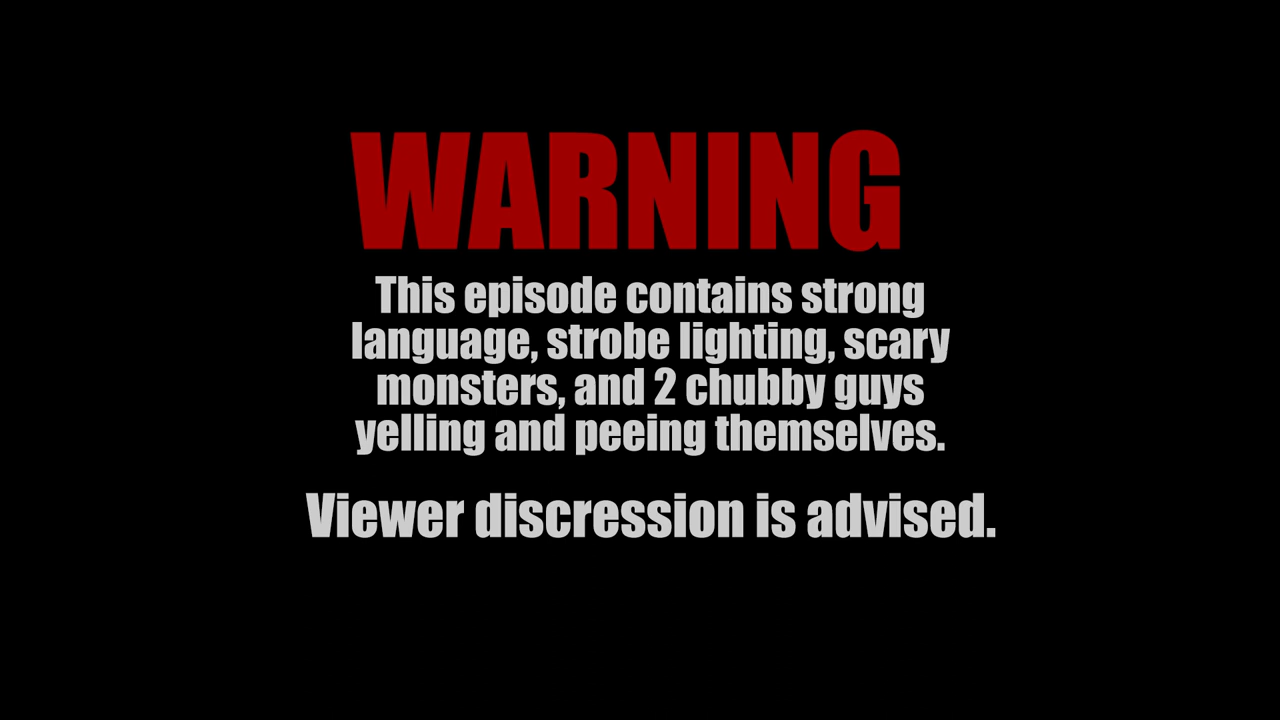 WARNING
This episode contains strong
language, strobe lighting, scary
monsters, and 2 chubby guys
yelling and peeing themselves.
Viewer discression is advised.